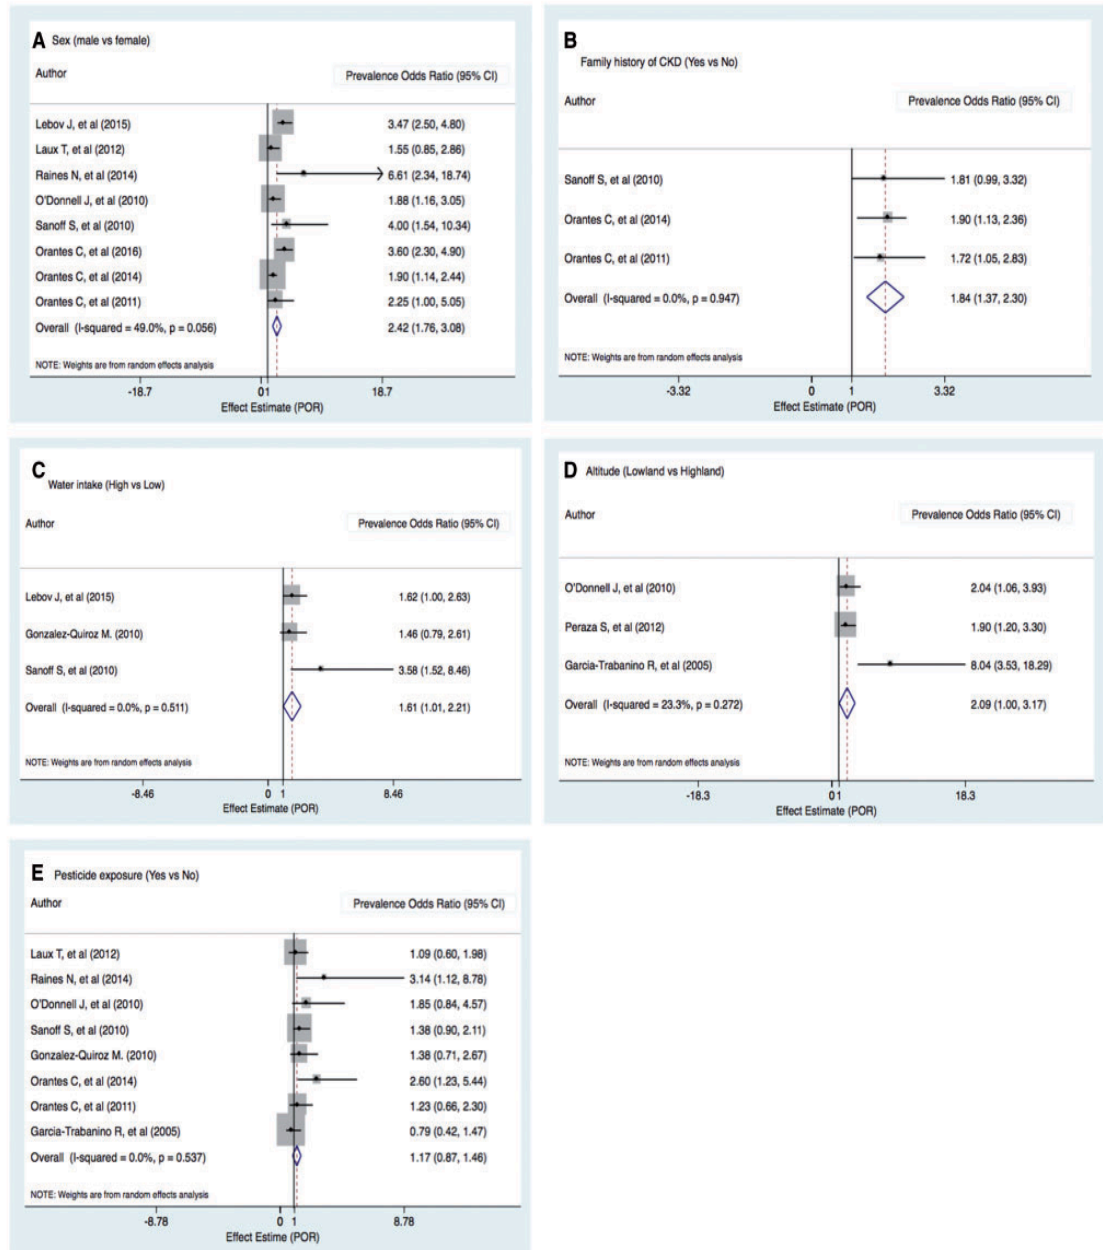 A Sex (male vs female)
Author Prevalence Odds Ratio (95% CI)
Lebov J, et al (2015) 3.47 (2.50, 4.80)
Laux T, et al (2012) 1.55 (0.85, 2.86)
Raines N, et al (2014) 6.61 (2.34, 18.74)
O'Donnell J, et al (2010) 1.88 (1.16, 3.05)
Sanoff S, et al (2010) 4.00 (1.54, 10.34)
Orantes C, et al (2016) 3.60 (2.30, 4.90)
Orantes C, et al (2014) 1.90 (1.14, 2.44)
Orantes C, et al (2011) 2.25 (1.00, 5.05)
Overall (I-squared = 49.0%, p = 0.056) 2.42 (1.76, 3.08)
NOTE: Weights are from random effects analysis
-18.7 0 1 18.7
Effect Estimate (POR)
B Family history of CKD (Yes vs No)
Author Prevalence Odds Ratio (95% CI)
Sanoff S, et al (2010) 1.81 (0.99, 3.32)
Orantes C, et al (2014) 1.90 (1.13, 2.36)
Orantes C, et al (2011) 1.72 (1.05, 2.83)
Overall (I-squared = 0.0%, p = 0.947) 1.84 (1.37, 2.30)
NOTE: Weights are from random effects analysis
-3.32 0 1 3.32
Effect Estimate (POR)
C Water intake (High vs Low)
Author Prevalence Odds Ratio (95% CI)
Lebov J, et al (2015) 1.62 (1.00, 2.63)
Gonzalez-Quiroz M. (2010) 1.46 (0.79, 2.61)
Sanoff S, et al (2010) 3.58 (1.52, 8.46)
Overall (I-squared = 0.0%, p = 0.511) 1.61 (1.01, 2.21)
NOTE: Weights are from random effects analysis
-8.46 0 1 8.46
Effect Estimate (POR)
D Altitude (Lowland vs Highland)
Author Prevalence Odds Ratio (95% CI)
O'Donnell J, et al (2010) 2.04 (1.06, 3.93)
Peraza S, et al (2012) 1.90 (1.20, 3.30)
Garcia-Trabanino R, et al (2005) 8.04 (3.53, 18.29)
Overall (I-squared = 23.3%, p = 0.272) 2.09 (1.00, 3.17)
NOTE: Weights are from random effects analysis
-18.3 0 1 18.3
Effect Estimate (POR)
E Pesticide exposure (Yes vs No)
Author Prevalence Odds Ratio (95% CI)
Laux T, et al (2012) 1.09 (0.60, 1.98)
Raines N, et al (2014) 3.14 (1.12, 8.78)
O'Donnell J, et al (2010) 1.85 (0.84, 4.57)
Sanoff S, et al (2010) 1.38 (0.90, 2.11)
Gonzalez-Quiroz M. (2010) 1.38 (0.71, 2.67)
Orantes C, et al (2014) 2.60 (1.23, 5.44)
Orantes C, et al (2011) 1.23 (0.66, 2.30)
Garcia-Trabanino R, et al (2005) 0.79 (0.42, 1.47)
Overall (I-squared = 0.0%, p = 0.537) 1.17 (0.87, 1.46)
NOTE: Weights are from random effects analysis
-8.78 0 1 8.78
Effect Estime (POR)